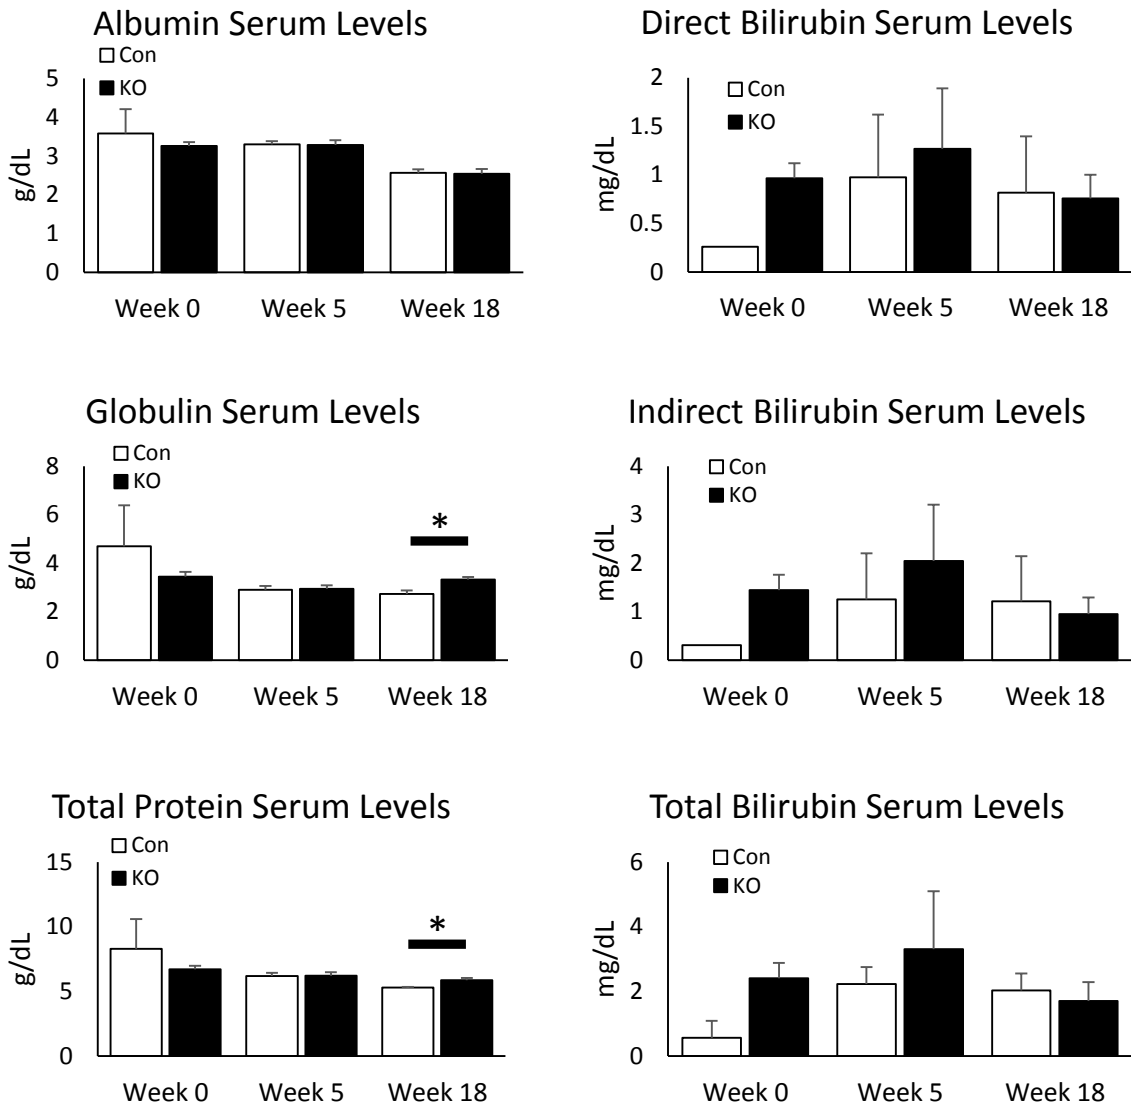 Albumin Serum Levels
Con
KO
5
4
3
2
1
0
g/dL
Week 0
Week 5
Week 18
Direct Bilirubin Serum Levels
Con
KO
2
1.5
1
0.5
0
mg/dL
Week 0
Week 5
Week 18
Globulin Serum Levels
Con
KO
8
6
4
2
0
g/dL
*
Week 0
Week 5
Week 18
Indirect Bilirubin Serum Levels
Con
KO
4
3
2
1
0
mg/dL
Week 0
Week 5
Week 18
Total Protein Serum Levels
Con
KO
15
10
5
0
g/dL
*
Week 0
Week 5
Week 18
Total Bilirubin Serum Levels
Con
KO
6
4
2
0
mg/dL
Week 0
Week 5
Week 18